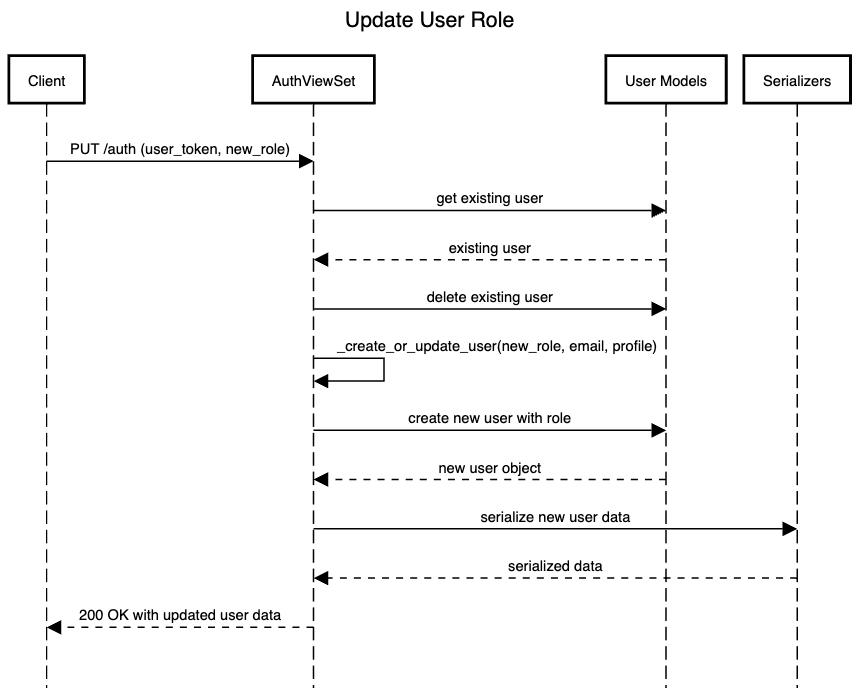 Update User Role
Client
AuthViewSet
User Models
Serializers
PUT /auth (user_token, new_role)
get existing user
existing user
delete existing user
_create_or_update_user(new_role, email, profile)
create new user with role
new user object
serialize new user data
serialized data
200 OK with updated user data